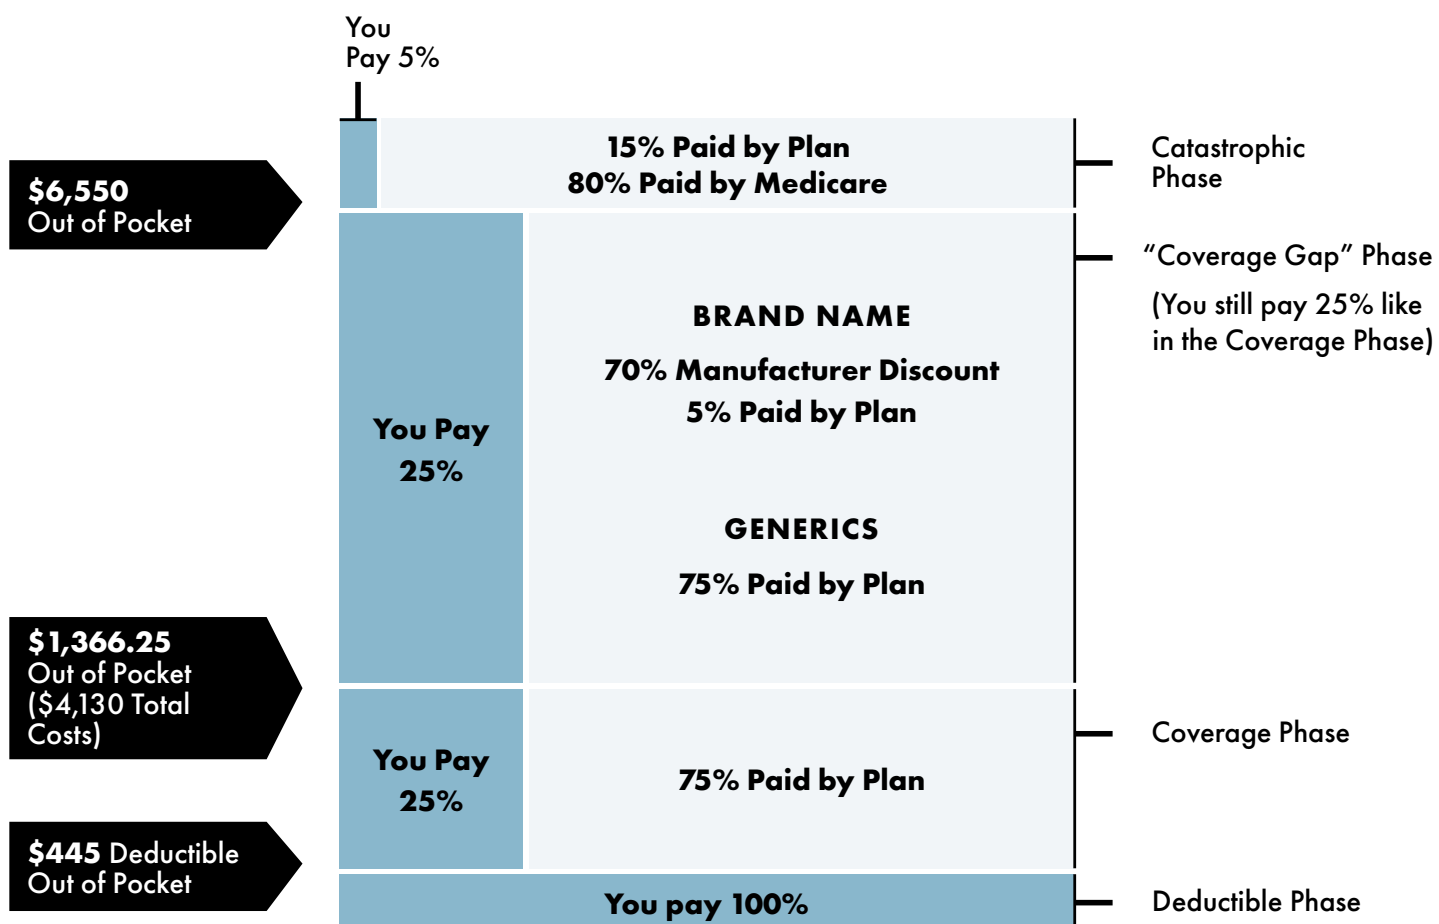 You
Pay 5%
15% Paid by Plan
80% Paid by Medicare
Catastrophic
Phase
$6,550
Out of Pocket
“Coverage Gap” Phase
(You still pay 25% like
in the Coverage Phase)
BRAND NAME
70% Manufacturer Discount
5% Paid by Plan
You Pay
25%
GENERICS
75% Paid by Plan
$1,366.25
Out of Pocket
($4,130 Total
Costs)
You Pay
25%
75% Paid by Plan
Coverage Phase
$445 Deductible
Out of Pocket
You pay 100%
Deductible Phase